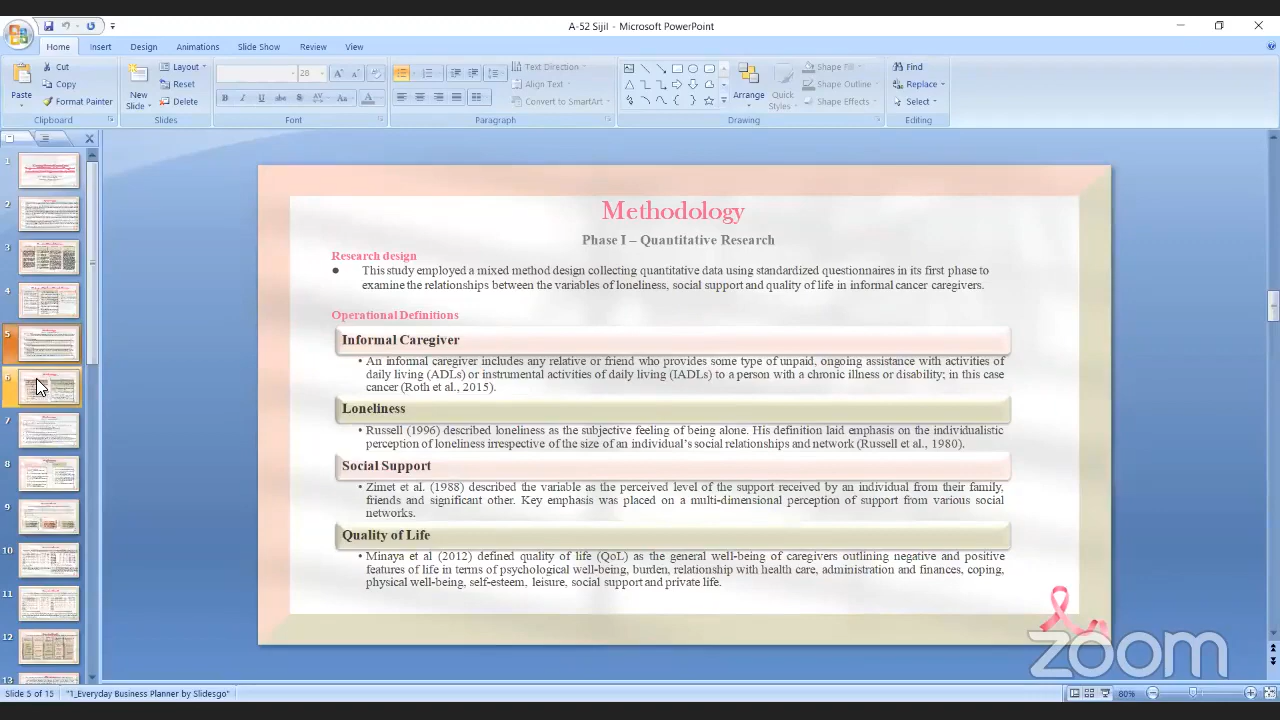 A-52 Sijil – Microsoft PowerPoint
Home Insert Design Animations Slide Show Review View
Paste
Cut
Copy
Format Painter
Clipboard
New Slide
Layout
Reset
Delete
Slides
28
Font
Text Direction
Align Text
Convert to SmartArt
Paragraph
Arrange
Quick Styles
Shape Fill
Shape Outline
Shape Effects
Drawing
Find
Replace
Select
Editing
1
2
3
4
5
6
7
8
9
10
11
12
13
Methodology
Phase I – Quantitative Research
Research design
● This study employed a mixed method design collecting quantitative data using standardized questionnaires in its first phase to
examine the relationships between the variables of loneliness, social support and quality of life in informal cancer caregivers.
Operational Definitions
Informal Caregiver
• An informal caregiver includes any relative or friend who provides some type of unpaid, ongoing assistance with activities of
daily living (ADLs) or instrumental activities of daily living (IADLs) to a person with a chronic illness or disability; in this case
cancer (Roth et al., 2015).
Loneliness
• Russell (1996) described loneliness as the subjective feeling of being alone. His definition laid emphasis on the individualistic
perception of loneliness irrespective of the size of an individual's social relationships and network (Russell et al., 1980).
Social Support
• Zimet et al. (1988) described the variable as the perceived level of the support received by an individual from their family,
friends and significant other. Key emphasis was placed on a multi-dimensional perception of support from various social
networks.
Quality of Life
• Minaya et al (2012) defined quality of life (QoL) as the general well-being of caregivers outlining negative and positive
features of life in terms of psychological well-being, burden, relationship with health care, administration and finances, coping,
physical well-being, self-esteem, leisure, social support and private life.
zoom
Slide 5 of 15 "1_Everyday Business Planner by Slidesgo" 80%